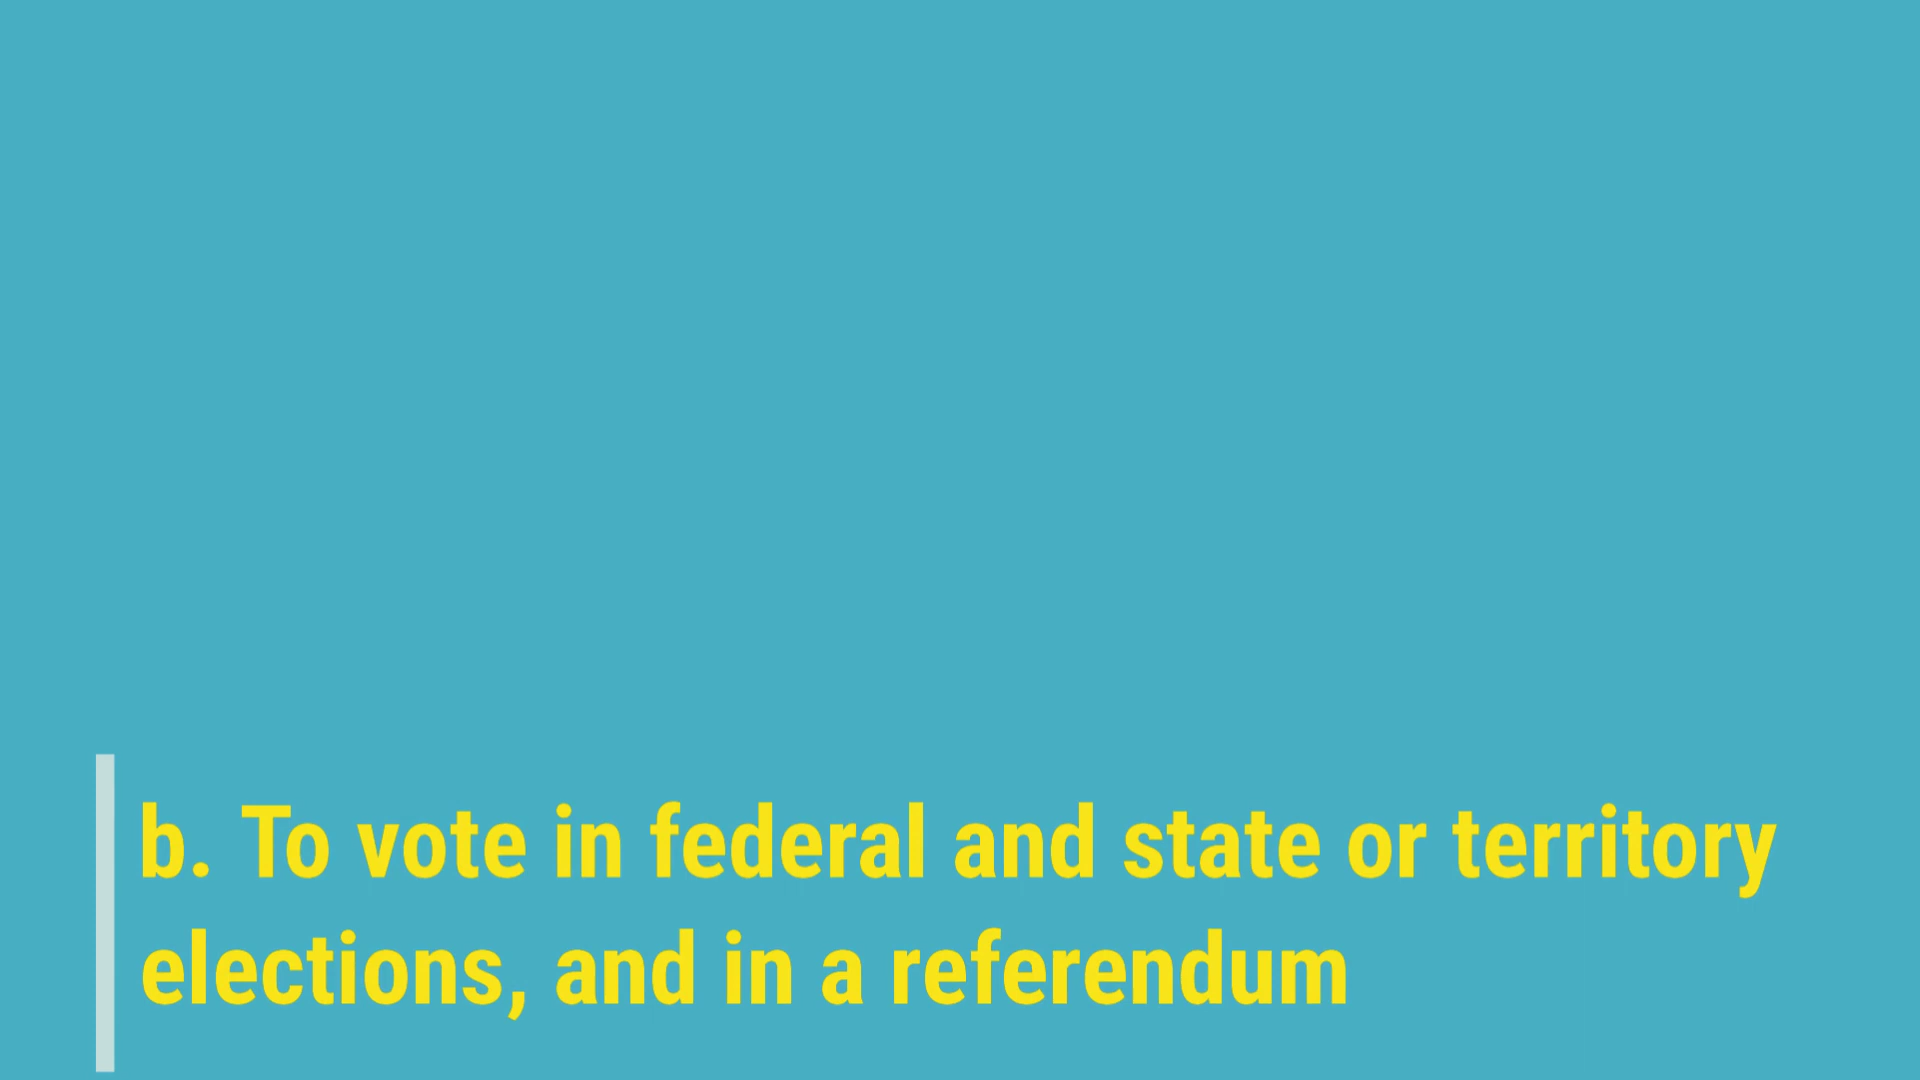 b. To vote in federal and state or territory
elections, and in a referendum